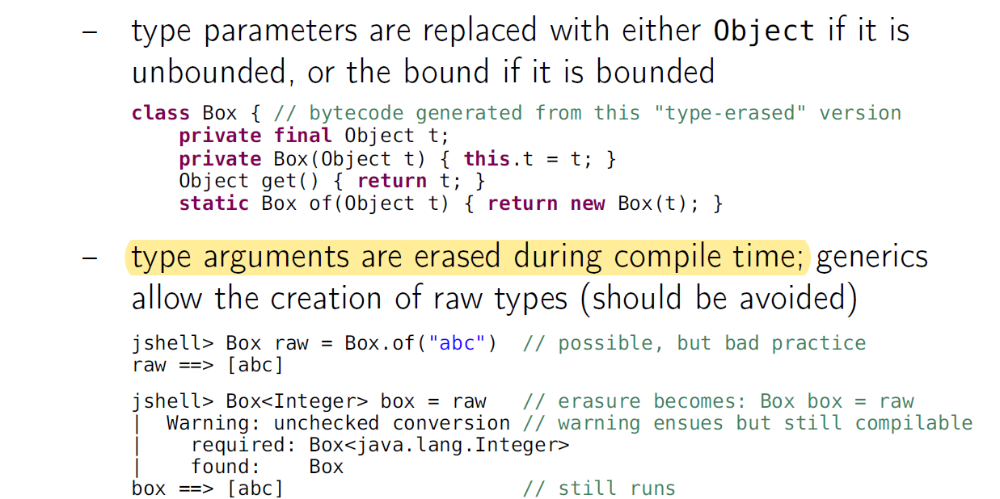 – type parameters are replaced with either Object if it is
unbounded, or the bound if it is bounded
class Box { // bytecode generated from this "type-erased" version
    private final Object t;
    private Box(Object t) { this.t = t; }
    Object get() { return t; }
    static Box of(Object t) { return new Box(t); }
– type arguments are erased during compile time; generics
allow the creation of raw types (should be avoided)
jshell> Box raw = Box.of("abc")  // possible, but bad practice
raw ==> [abc]
jshell> Box<Integer> box = raw   // erasure becomes: Box box = raw
|  Warning: unchecked conversion // warning ensues but still compilable
|    required: Box<java.lang.Integer>
|    found:    Box
box ==> [abc]                    // still runs